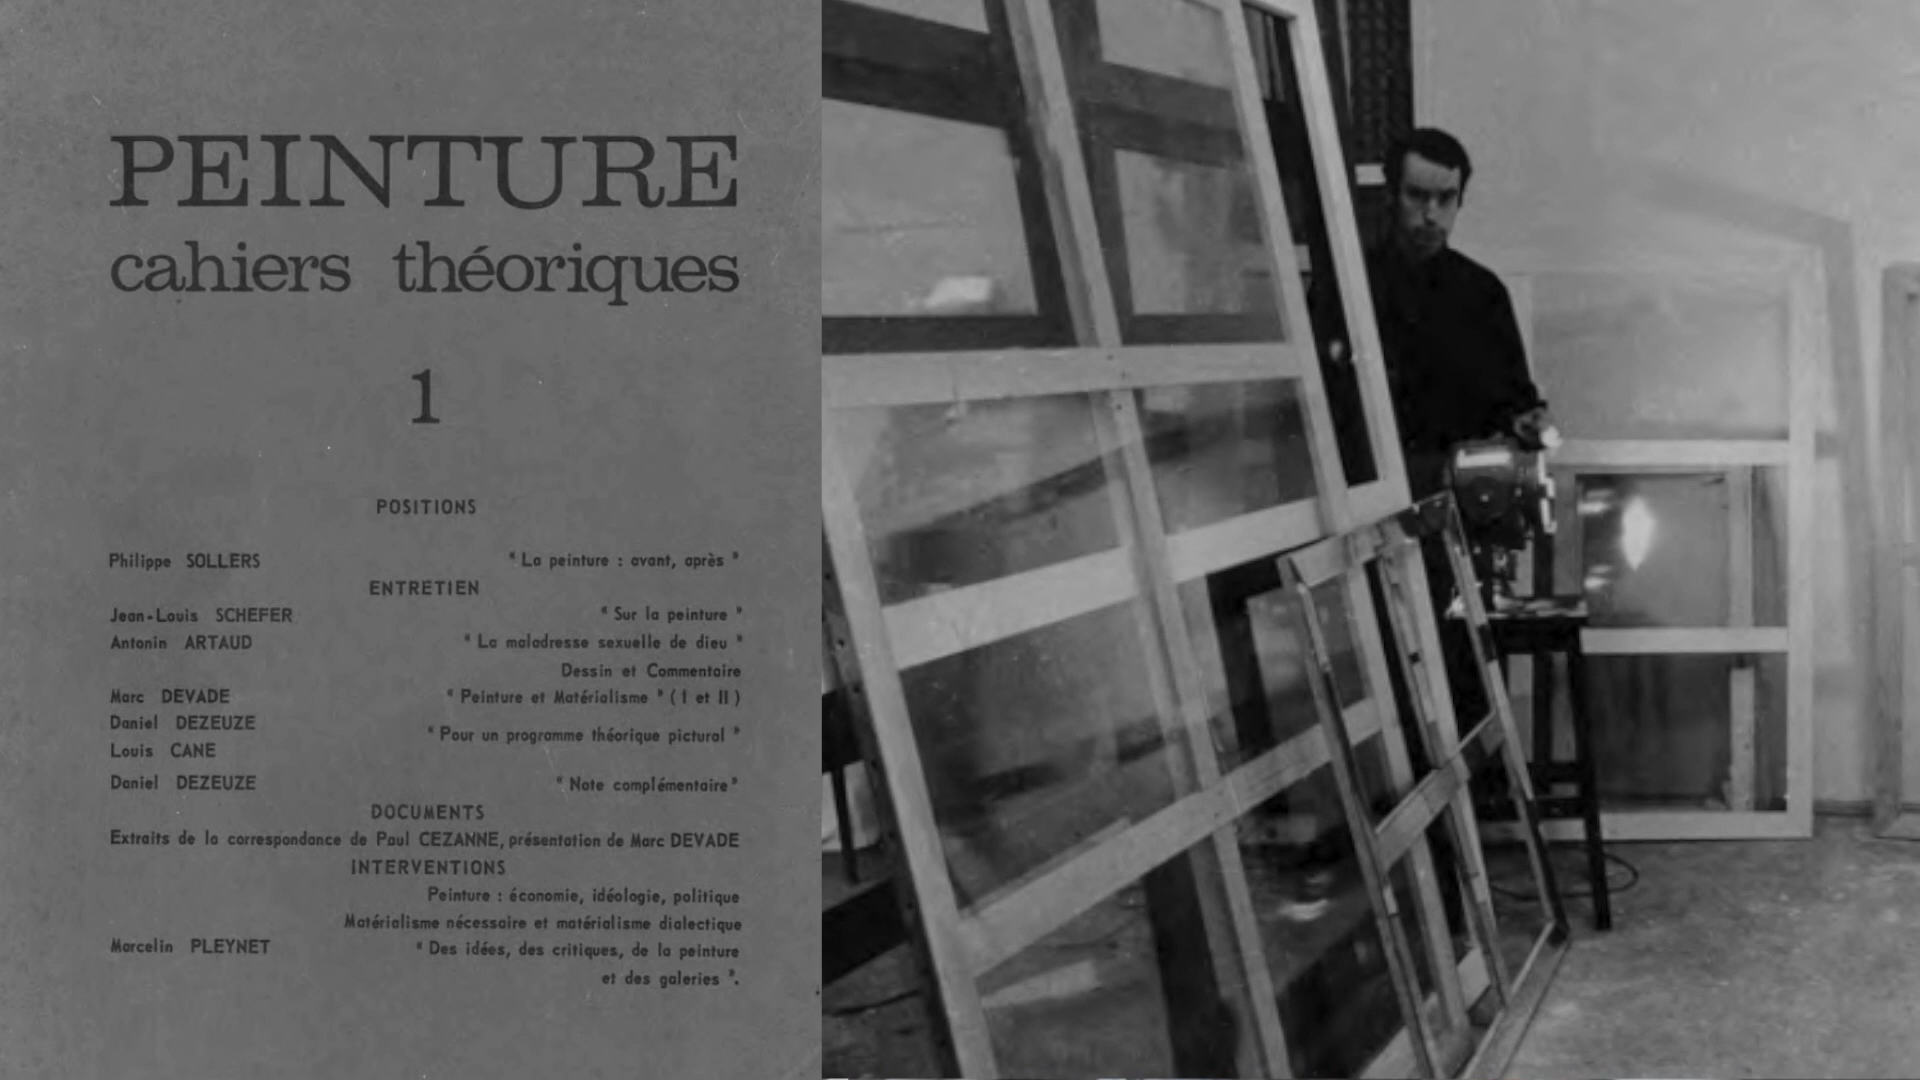 PEINTURE
cahiers théoriques
1
POSITIONS
Philippe SOLLERS " La peinture : avant, après "
ENTRETIEN
Jean-Louis SCHEFER " Sur la peinture "
Antonin ARTAUD " La maladresse sexuelle de dieu "
Dessin et Commentaire
Marc DEVADE " Peinture et Matérialisme " ( I et II )
Daniel DEZEUZE
" Pour un programme théorique pictural "
Louis CANE
Daniel DEZEUZE " Note complémentaire "
DOCUMENTS
Extraits de la correspondance de Paul CEZANNE, présentation de Marc DEVADE
INTERVENTIONS
Peinture : économie, idéologie, politique
Matérialisme nécessaire et matérialisme dialectique
Marcelin PLEYNET " Des idées, des critiques, de la peinture
et des galeries ".